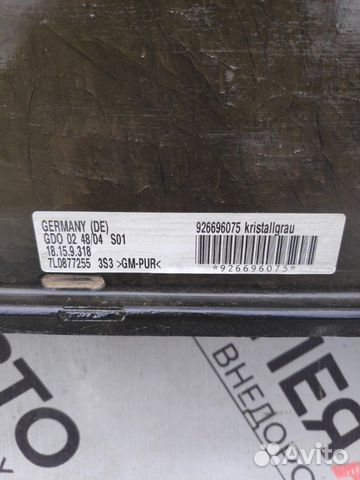 GERMANY (DE)
GDO 02 48/04 S01
18.15.9.318
7L0877255 3S3 >GM-PUR<
926696075 kristallgrau
*926696075*
ВНЕДОРО
Avito